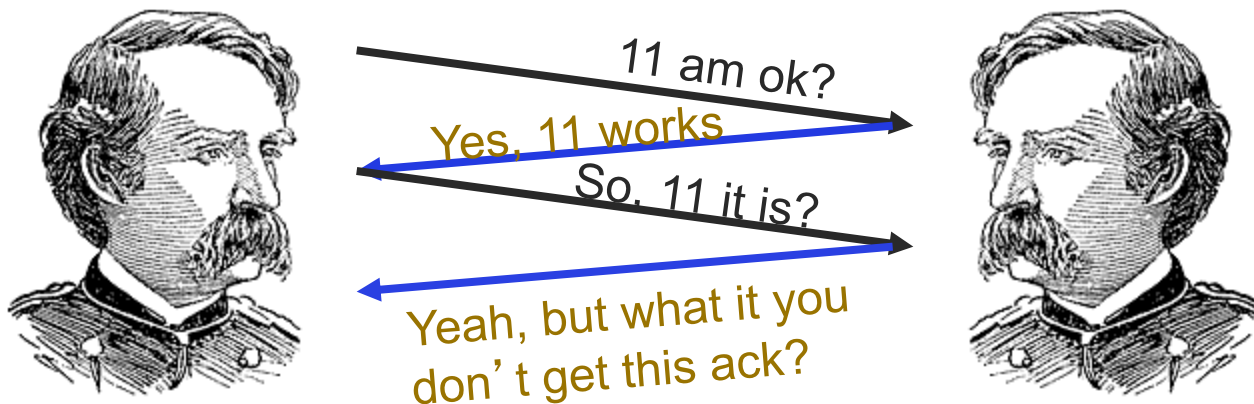 11 am ok?
Yes, 11 works
So, 11 it is?
Yeah, but what it you
don’t get this ack?